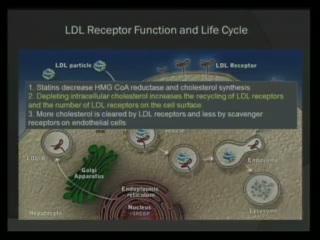 LDL Receptor Function and Life Cycle
LDL particle
LDL Receptor
1. Statins decrease HMG CoA reductase and cholesterol synthesis
2. Depleting intracellular cholesterol increases the recycling of LDL receptors
and the number of LDL receptors on the cell surface
3. More cholesterol is cleared by LDL receptors and less by scavenger
receptors on endothelial cells
Golgi
Apparatus
Endosome
Endoplasmic
reticulum
Nucleus
Lysosome
Hepatocyte